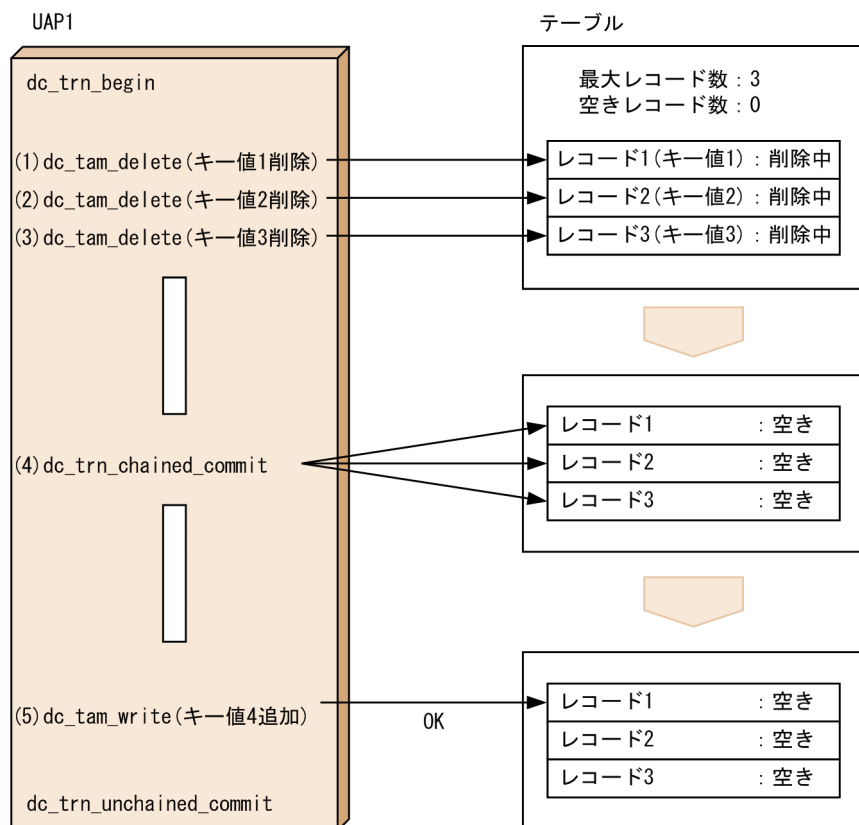 UAP1
テーブル
dc_trn_begin
最大レコード数：3
空きレコード数：0
(1)dc_tam_delete(キー値1削除)
レコード1(キー値1)：削除中
(2)dc_tam_delete(キー値2削除)
レコード2(キー値2)：削除中
(3)dc_tam_delete(キー値3削除)
レコード3(キー値3)：削除中
レコード1 ：空き
(4)dc_trn_chained_commit
レコード2 ：空き
レコード3 ：空き
(5)dc_tam_write(キー値4追加)
OK
レコード1 ：空き
レコード2 ：空き
レコード3 ：空き
dc_trn_unchained_commit